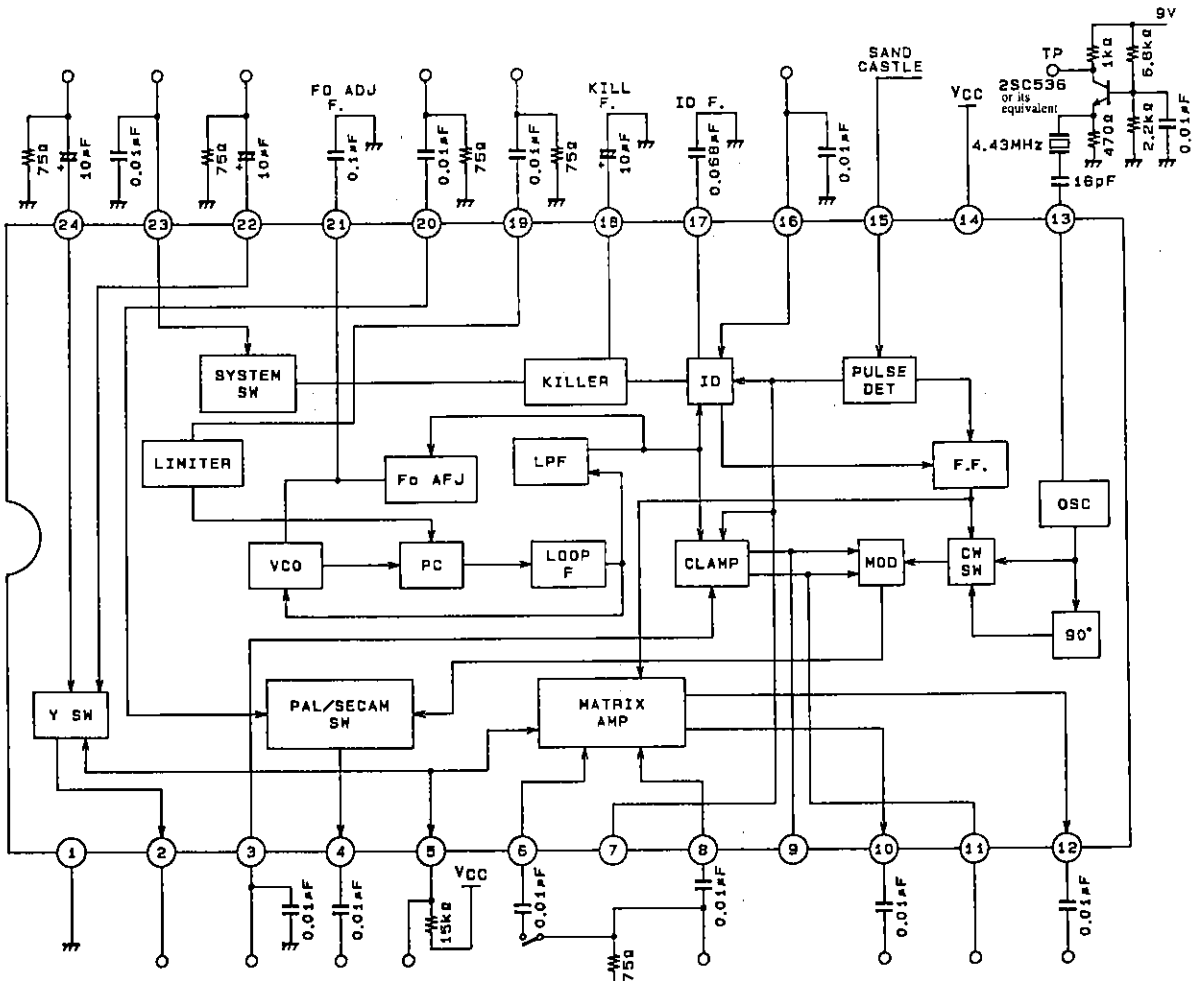 9V
TP
1kΩ
5.8kΩ
2SC536
or its
equivalent
470Ω
2.2kΩ
0.01µF
4.43MHz
16pF
SAND
CASTLE
VCC
FO ADJ
F.
KILL
F.
ID F.
75Ω
10µF
0.01µF
75Ω
10µF
0.1µF
0.01µF
75Ω
0.01µF
75Ω
10µF
0.068µF
0.01µF
24
23
22
21
20
19
18
17
16
15
14
13
SYSTEM
SW
KILLER
ID
PULSE
DET
LIMITER
Fo AFJ
LPF
F.F.
OSC
VCO
PC
LOOP
F
CLAMP
MOD
CW
SW
90°
Y SW
PAL/SECAM
SW
MATRIX
AMP
1
2
3
4
5
6
7
8
9
10
11
12
0.01µF
0.01µF
15kΩ
VCC
0.01µF
75Ω
0.01µF
0.01µF
0.01µF